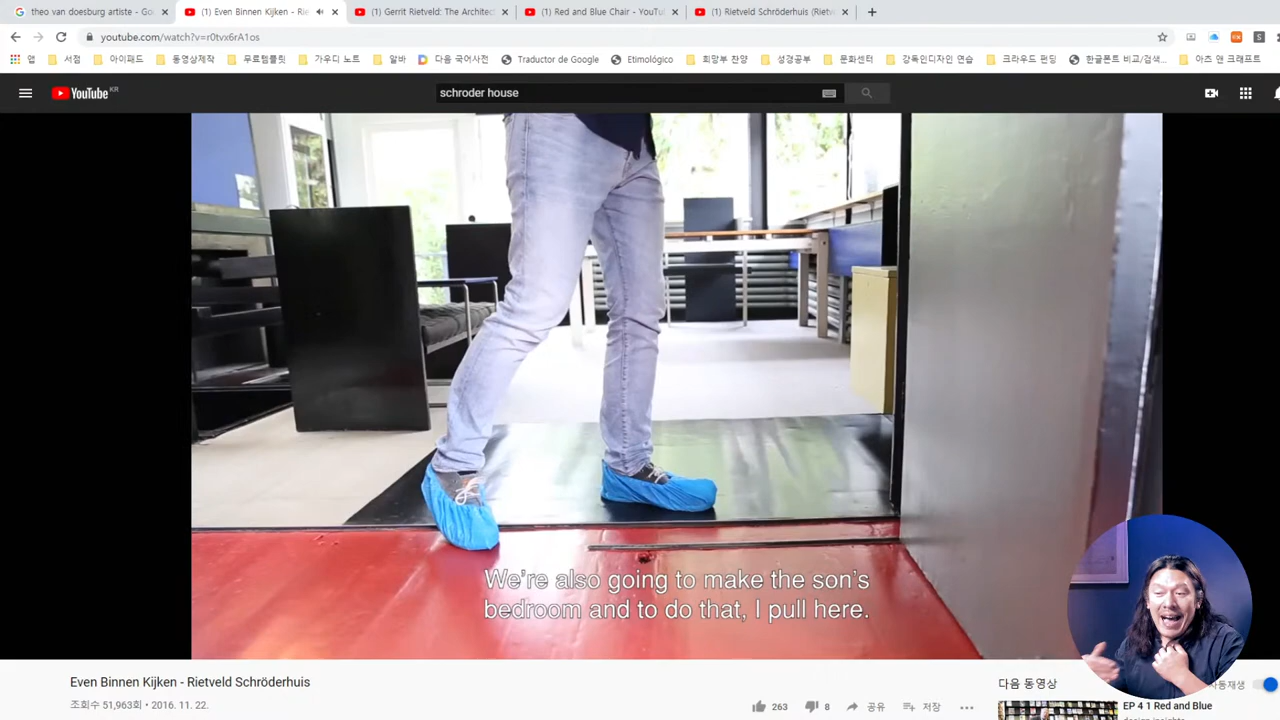 theo van doesburg artiste - Go
(1) Even Binnen Kijken - Rie
(1) Gerrit Rietveld: The Architec
(1) Red and Blue Chair - YouTu
(1) Rietveld Schröderhuis (Rietv
youtube.com/watch?v=r0tvx6rA1os
앱
서점
아이패드
동영상제작
무료템플릿
가우디 노트
알바
다음 국어사전
Traductor de Google
Etimológico
희망부 찬양
성경공부
문화센터
감독인디자인 연습
크라우드 펀딩
한글폰트 비교/검색...
아츠 앤 크래프트
YouTube KR
schroder house
We're also going to make the son's
bedroom and to do that, I pull here.
Even Binnen Kijken - Rietveld Schröderhuis
조회수 51,963회 • 2016. 11. 22.
263
8
공유
저장
다음 동영상
자동재생
EP 4 1 Red and Blue
design insights